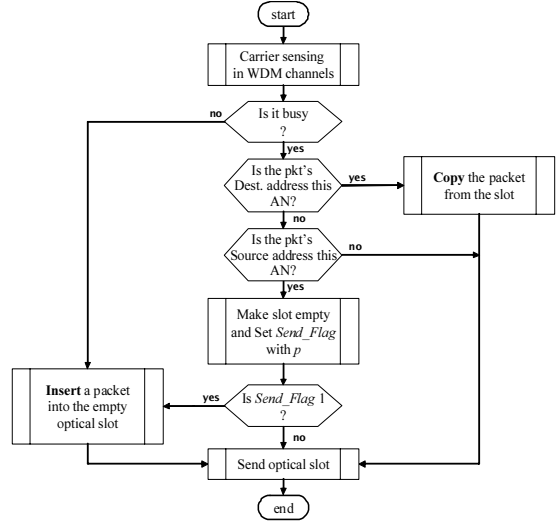 start
Carrier sensing
in WDM channels
no
Is it busy
?
yes
Is the pkt's
Dest. address this
AN?
yes
Copy the packet
from the slot
no
Is the pkt's
Source address this
AN?
no
yes
Make slot empty
and Set Send_Flag
with p
Insert a packet
into the empty
optical slot
yes
Is Send_Flag 1
?
no
Send optical slot
end